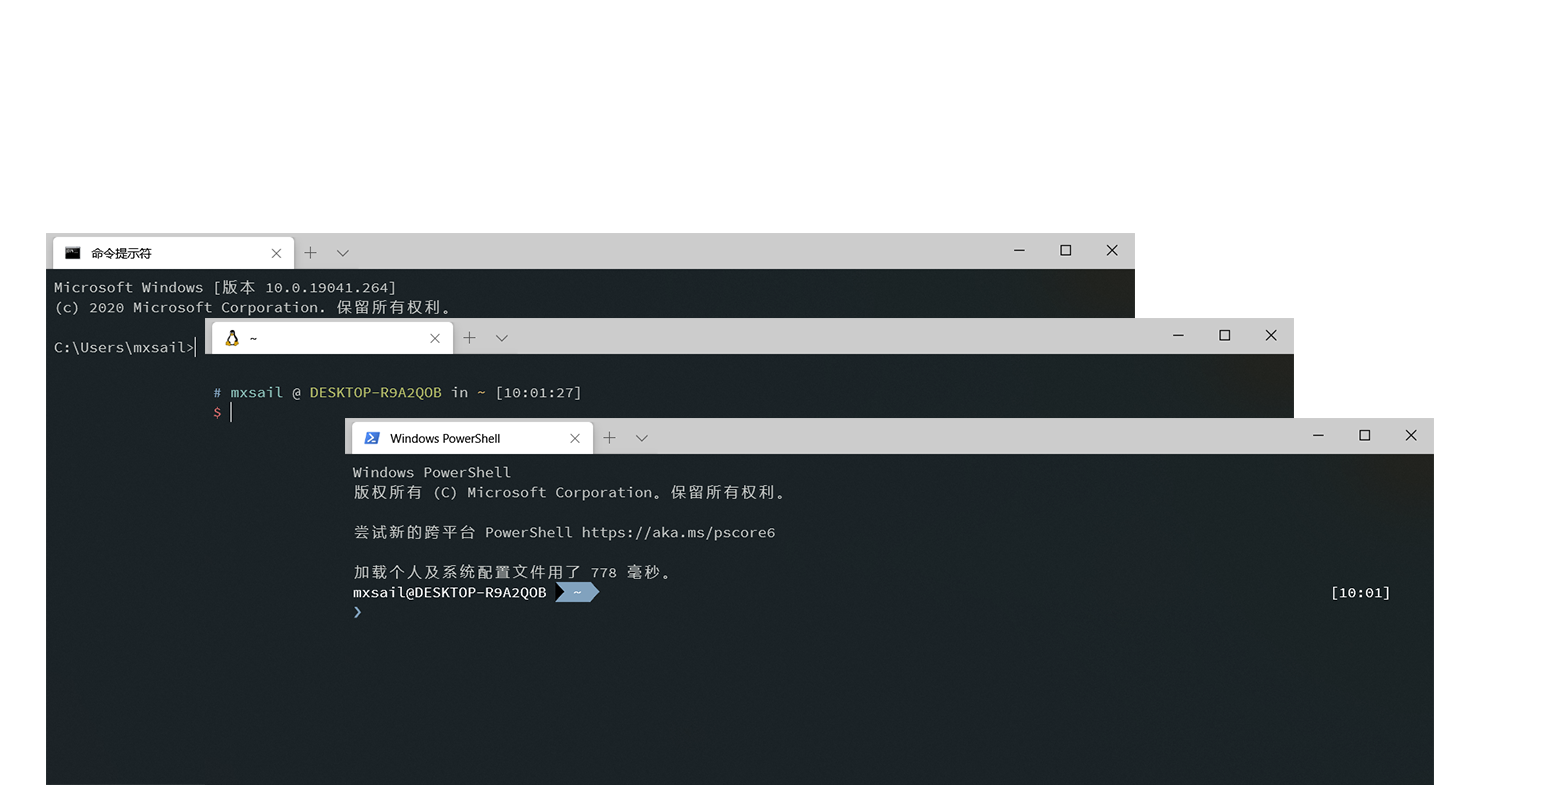 命令提示符
Microsoft Windows [版本 10.0.19041.264]
(c) 2020 Microsoft Corporation. 保留所有权利。
C:\Users\mxsail>
~
# mxsail @ DESKTOP-R9A2QOB in ~ [10:01:27]
$
Windows PowerShell
Windows PowerShell
版权所有 (C) Microsoft Corporation。保留所有权利。
尝试新的跨平台 PowerShell https://aka.ms/pscore6
加载个人及系统配置文件用了 778 毫秒。
mxsail@DESKTOP-R9A2QOB ~ [10:01]
❯